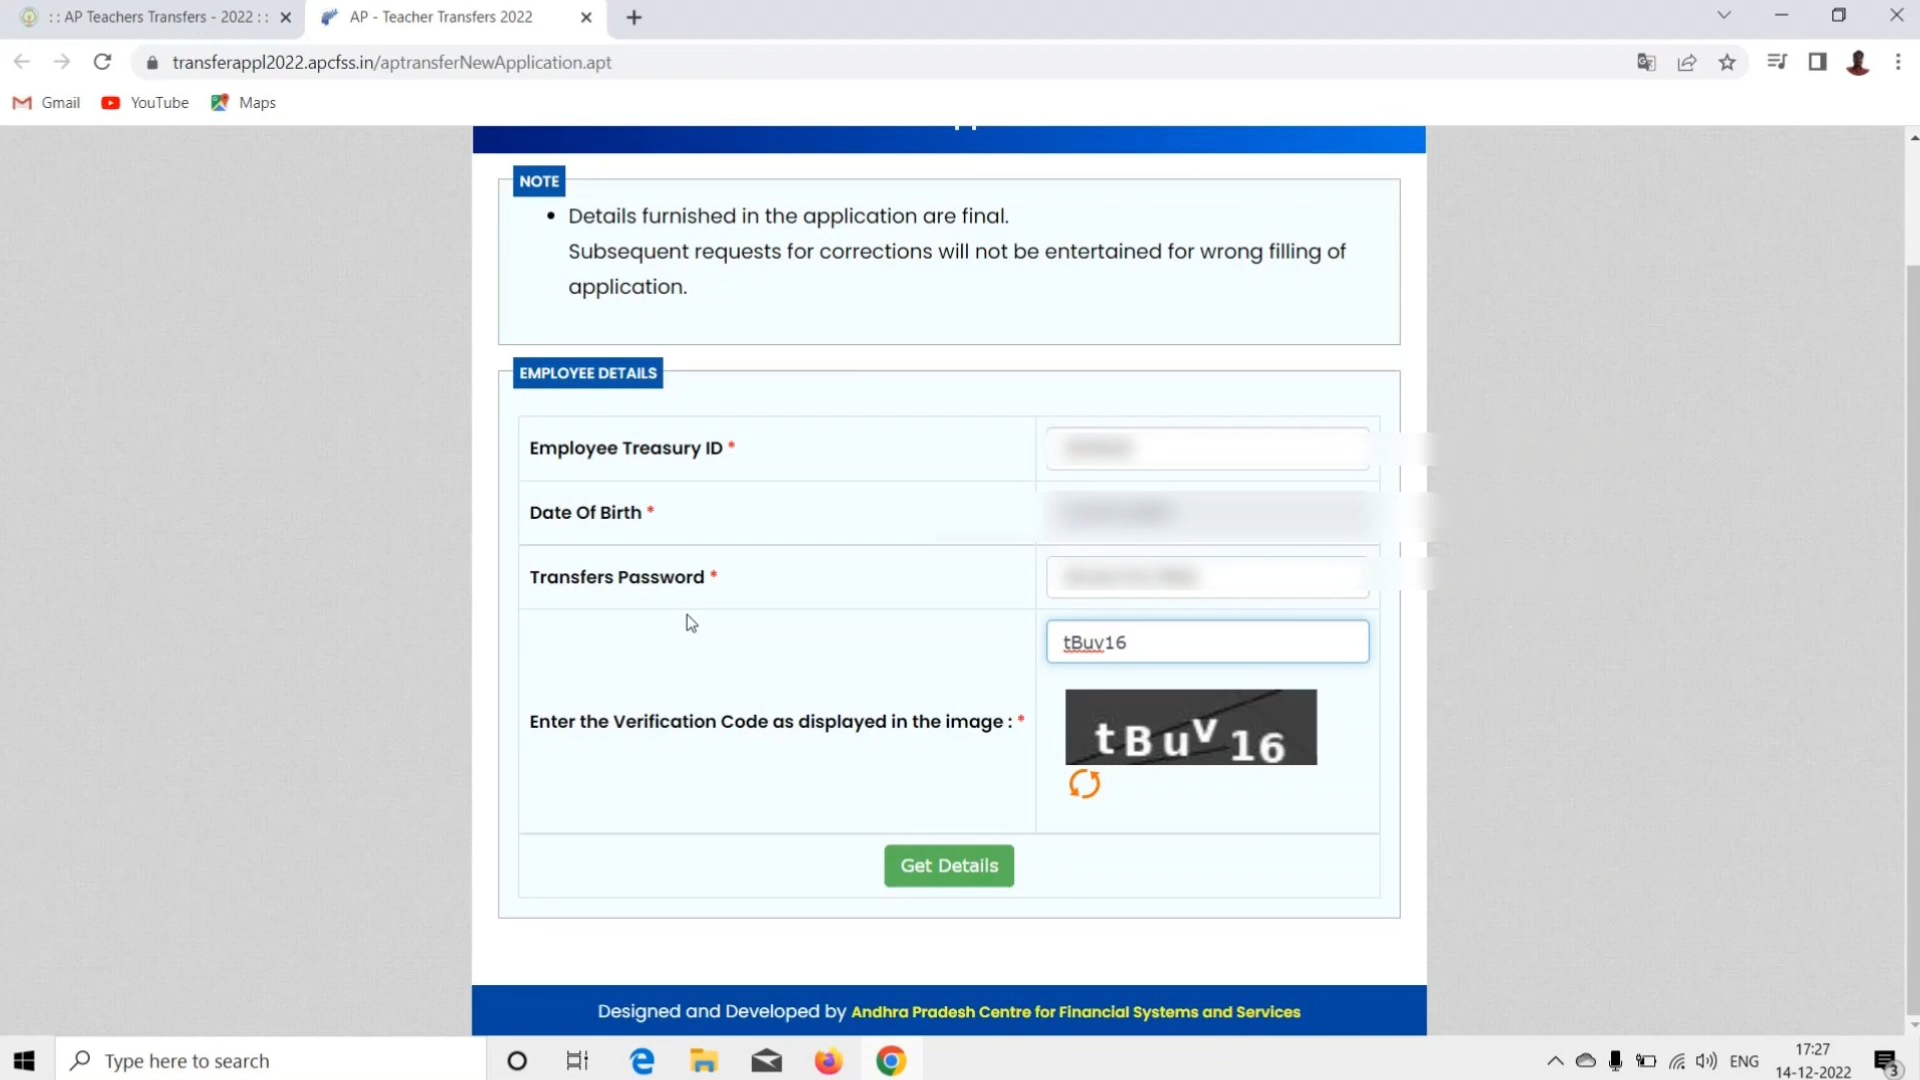 : : AP Teachers Transfers - 2022 : :
AP - Teacher Transfers 2022
transferappl2022.apcfss.in/aptransferNewApplication.apt
Gmail
YouTube
Maps
NOTE
Details furnished in the application are final.
Subsequent requests for corrections will not be entertained for wrong filling of
application.
EMPLOYEE DETAILS
Employee Treasury ID *
Date Of Birth *
Transfers Password *
tBuv16
Enter the Verification Code as displayed in the image : *
tBuv16
Get Details
Designed and Developed by Andhra Pradesh Centre for Financial Systems and Services
Type here to search
ENG
17:27
14-12-2022
3